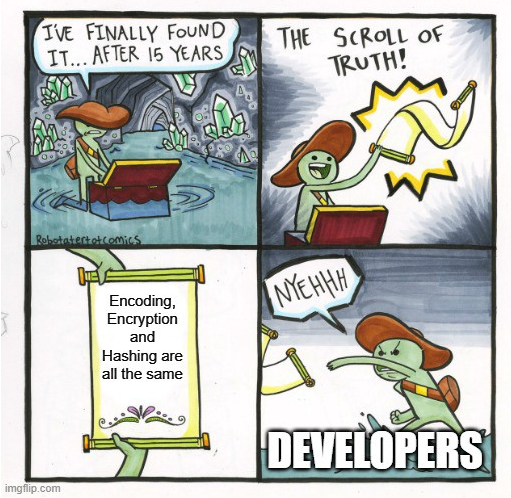 I'VE FINALLY FOUND
IT... AFTER 15 YEARS
Robotatertotcomics
THE SCROLL OF
TRUTH!
Encoding,
Encryption
and
Hashing are
all the same
NYEHHH
DEVELOPERS
imgflip.com